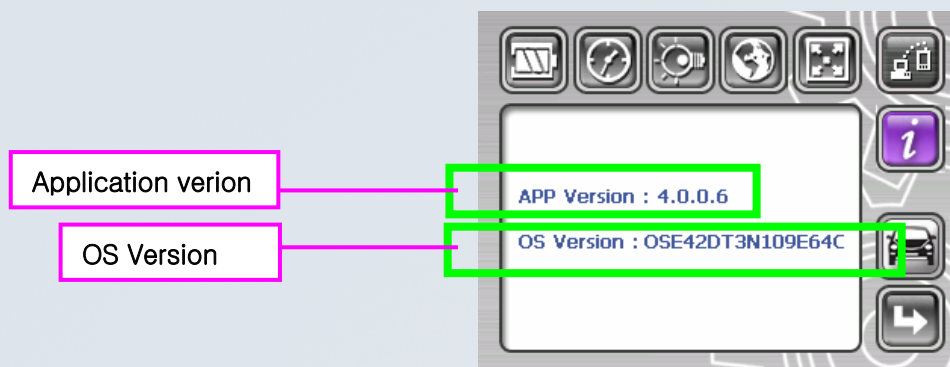 Application verion
APP Version : 4.0.0.6
OS Version
OS Version : OSE42DT3N109E64C
i